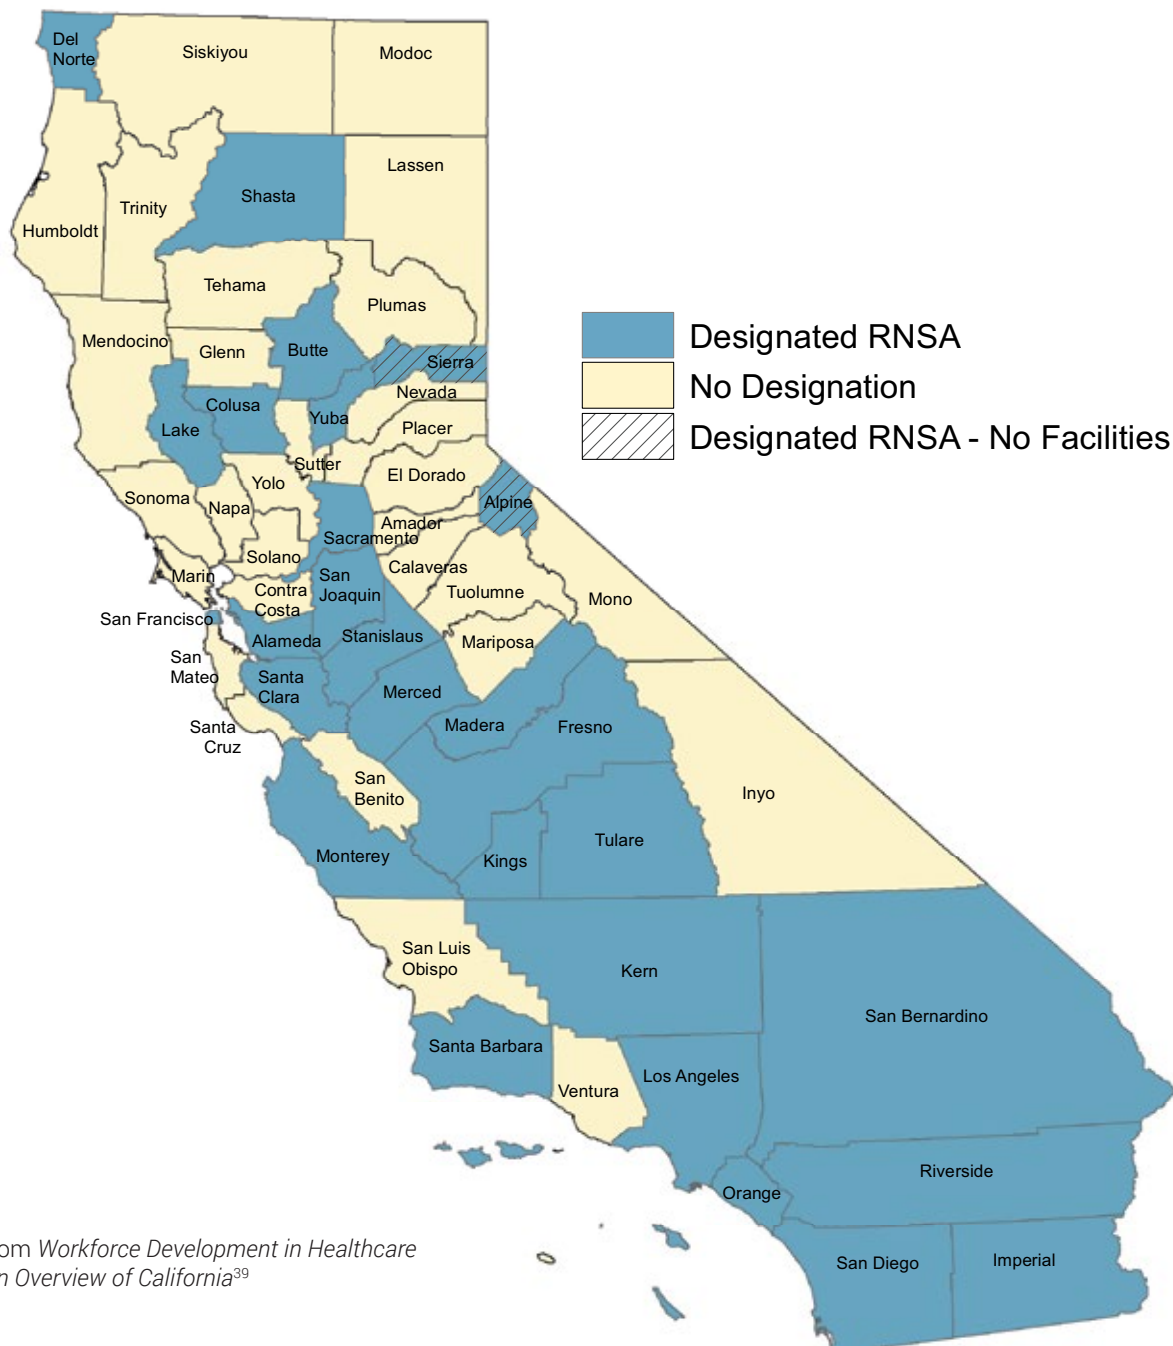 Del
Norte
Siskiyou
Modoc
Shasta
Lassen
Trinity
Humboldt
Tehama
Plumas
Mendocino
Glenn
Butte
Sierra
Nevada
Colusa
Yuba
Lake
Placer
Sutter
El Dorado
Yolo
Sonoma
Napa
Alpine
Amador
Sacramento
Solano
Calaveras
Marin
Contra
Costa
San
Joaquin
Tuolumne
Mono
San Francisco
Alameda
Stanislaus
Mariposa
San
Mateo
Santa
Clara
Merced
Madera
Fresno
Santa
Cruz
San
Benito
Inyo
Monterey
Kings
Tulare
San Luis
Obispo
Kern
San Bernardino
Santa Barbara
Ventura
Los Angeles
Riverside
Orange
San Diego
Imperial
Designated RNSA
No Designation
Designated RNSA - No Facilities
om Workforce Development in Healthcare
n Overview of California³⁹